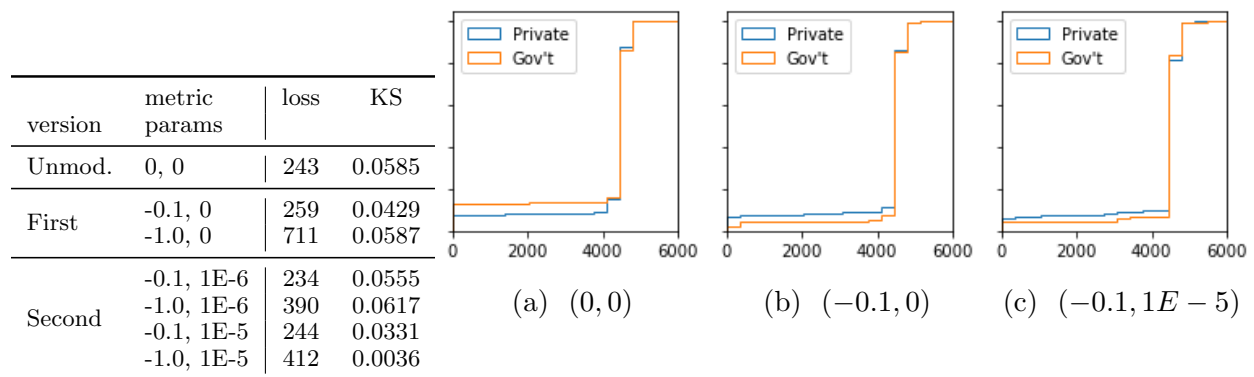 version metric params loss KS
Unmod. 0, 0 243 0.0585
First -0.1, 0 259 0.0429
-1.0, 0 711 0.0587
Second -0.1, 1E-6 234 0.0555
-1.0, 1E-6 390 0.0617
-0.1, 1E-5 244 0.0331
-1.0, 1E-5 412 0.0036
Private
Gov't
0 2000 4000 6000
(a) (0, 0)
Private
Gov't
0 2000 4000 6000
(b) (−0.1, 0)
Private
Gov't
0 2000 4000 6000
(c) (−0.1, 1E − 5)